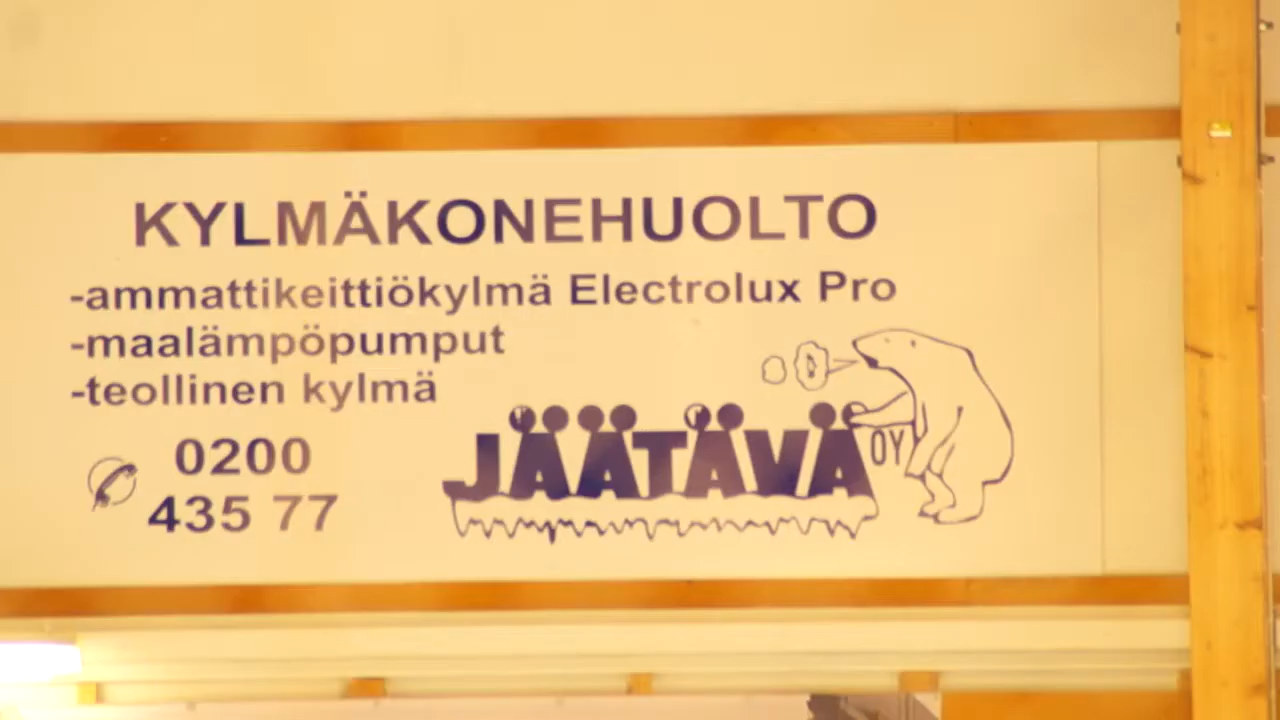 KYLMÄKONEHUOLTO
-ammattikeittiökylmä Electrolux Pro
-maalämpöpumput
-teollinen kylmä
0200
435 77
JÄÄTÄVÄ OY